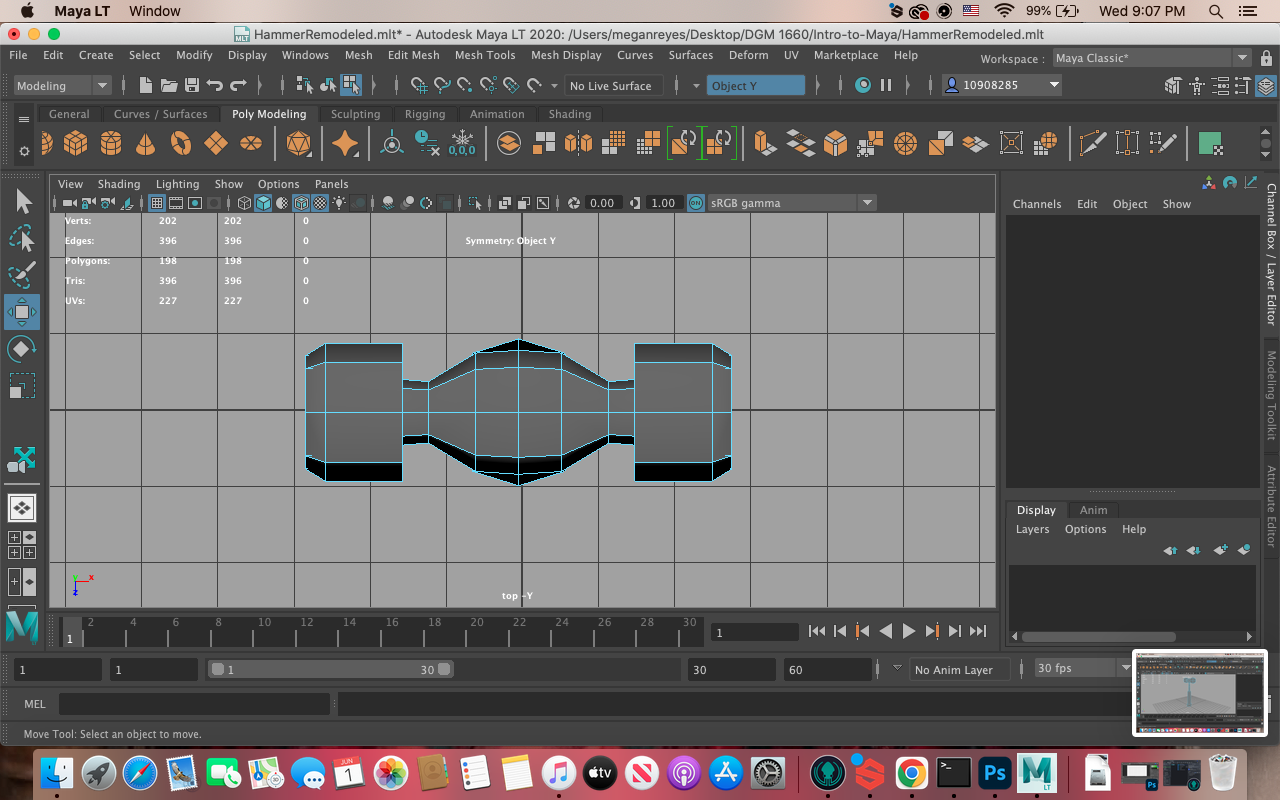 Maya LT Window 99% Wed 9:07 PM
HammerRemodeled.mlt* - Autodesk Maya LT 2020: /Users/meganreyes/Desktop/DGM 1660/Intro-to-Maya/HammerRemodeled.mlt
File Edit Create Select Modify Display Windows Mesh Edit Mesh Mesh Tools Mesh Display Curves Surfaces Deform UV Marketplace Help Workspace : Maya Classic*
Modeling No Live Surface Object Y 10908285
General Curves / Surfaces Poly Modeling Sculpting Rigging Animation Shading
0,0,0
View Shading Lighting Show Options Panels
0.00 1.00 ON sRGB gamma
Channels Edit Object Show
Verts: 202 202 0
Edges: 396 396 0
Symmetry: Object Y
Polygons: 198 198 0
Tris: 396 396 0
UVs: 227 227 0
Channel Box / Layer Editor
Modeling Toolkit
Attribute Editor
Display Anim
Layers Options Help
x
y
z
top -Y
1 2 4 6 8 10 12 14 16 18 20 22 24 26 28 30 1
1 1 1 30 30 60 No Anim Layer 30 fps
MEL
Move Tool: Select an object to move.
JUN
1
tv
Ps
M
LT
Ps